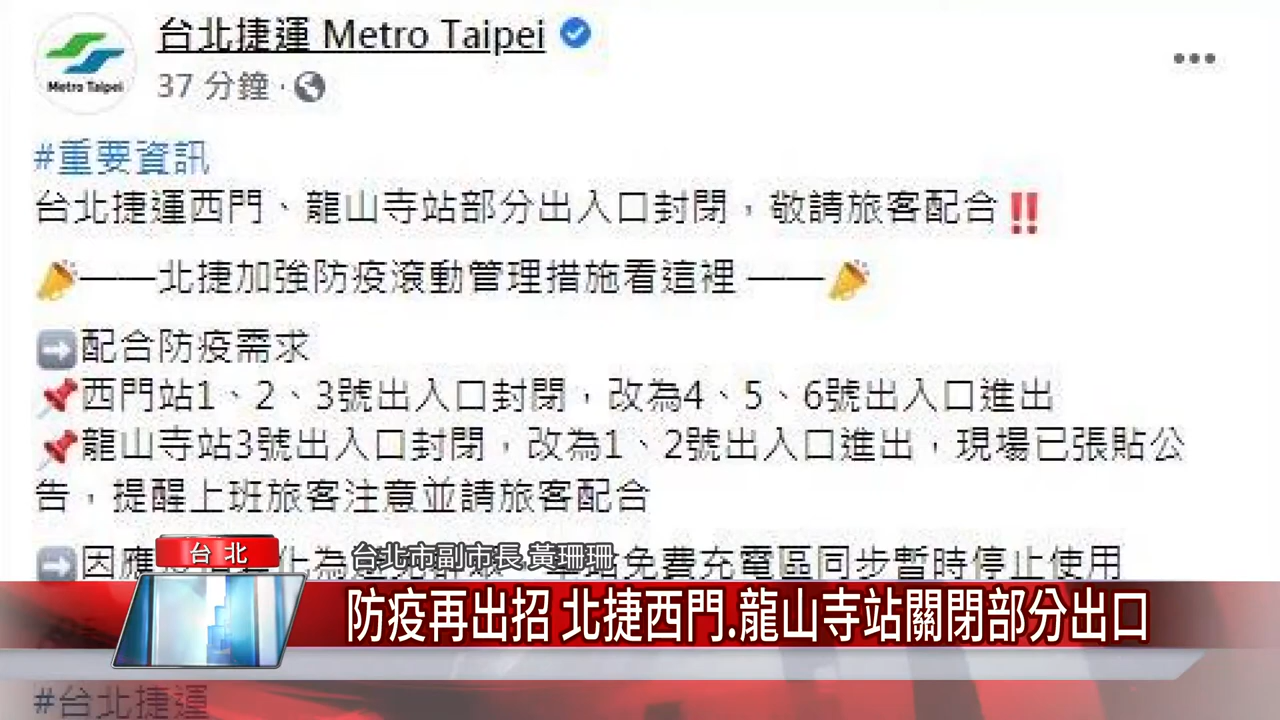 台北捷運 Metro Taipei
Metro Taipei
37 分鐘
#重要資訊
台北捷運西門、龍山寺站部分出入口封閉，敬請旅客配合‼️
——北捷加強防疫滾動管理措施看這裡 ——
➡️配合防疫需求
📌西門站1、2、3號出入口封閉，改為4、5、6號出入口進出
📌龍山寺站3號出入口封閉，改為1、2號出入口進出，現場已張貼公
告，提醒上班旅客注意並請旅客配合
➡️因應 化為 免費充電區同步暫時停止使用
台北
台北市副市長 黃珊珊
防疫再出招 北捷西門.龍山寺站關閉部分出口
#台北捷運